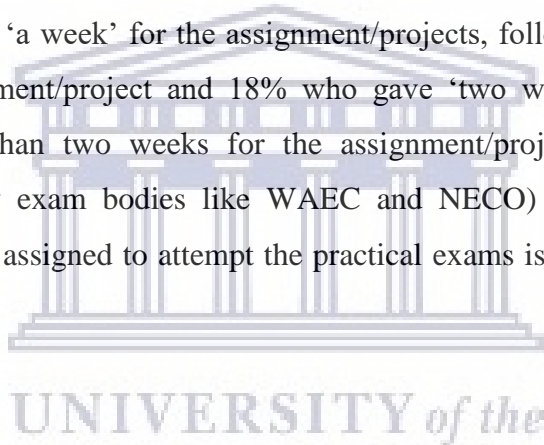 ‘a week’ for the assignment/projects, follo
ment/project and 18% who gave ‘two w
than two weeks for the assignment/proj
exam bodies like WAEC and NECO)
assigned to attempt the practical exams is
UNIVERSITY of the